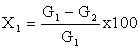 X₁ = (G₁ − G₂) / G₁ x100